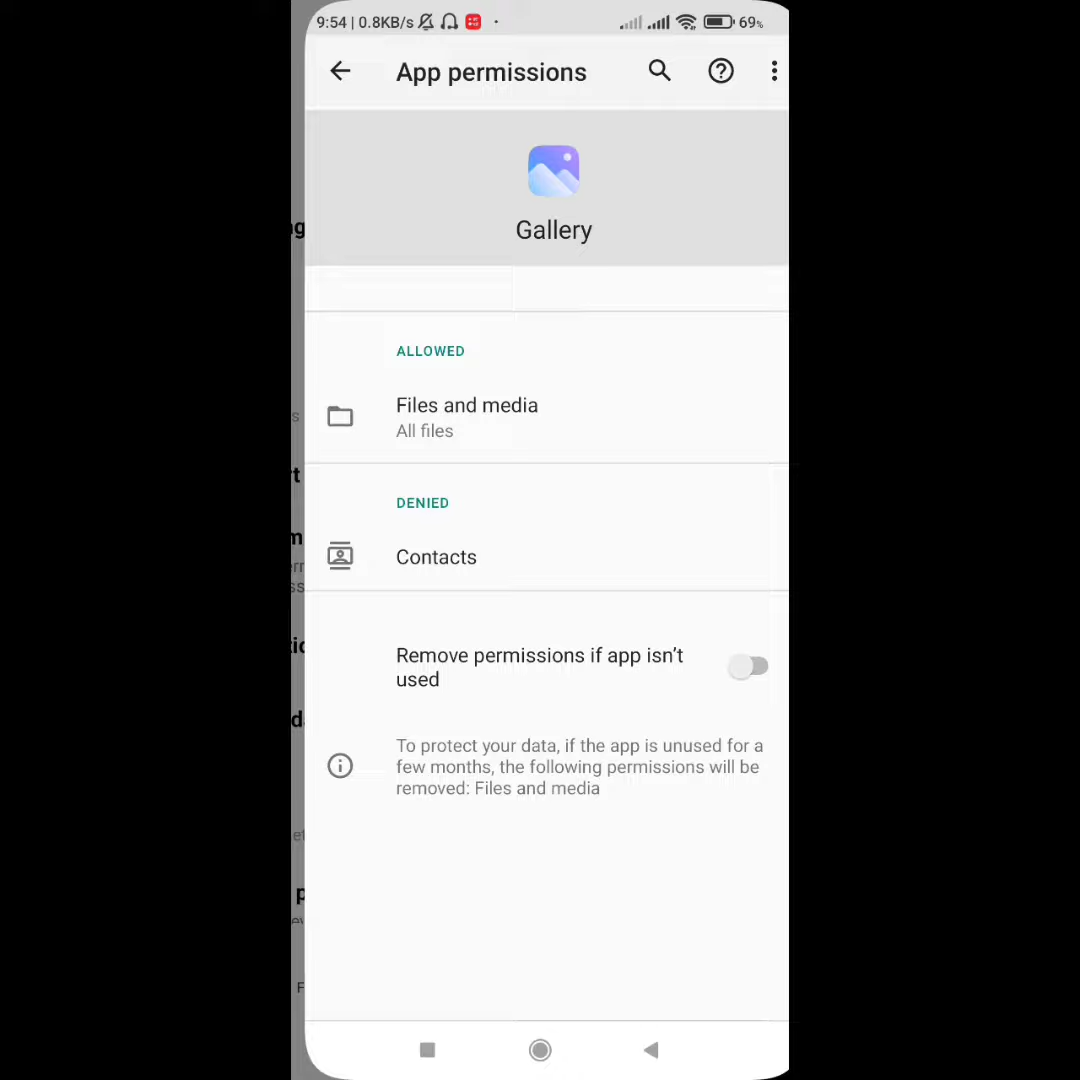 9:54 | 0.8KB/s 69%
App permissions
Gallery
ALLOWED
Files and media
All files
DENIED
Contacts
Remove permissions if app isn’t
used
To protect your data, if the app is unused for a
few months, the following permissions will be
removed: Files and media